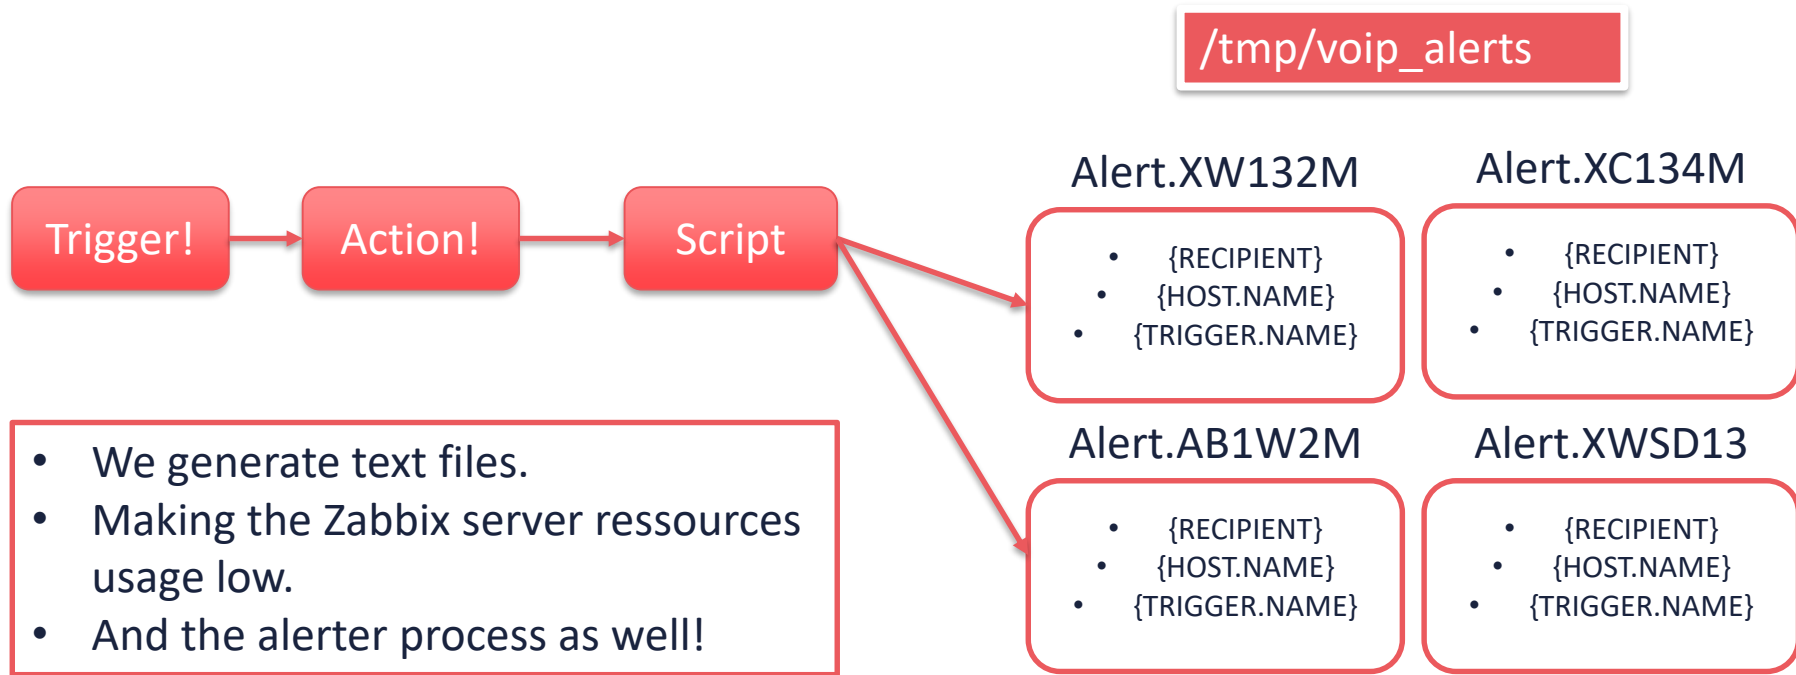 /tmp/voip_alerts
Trigger!
Action!
Script
Alert.XW132M
• {RECIPIENT}
• {HOST.NAME}
• {TRIGGER.NAME}
Alert.XC134M
• {RECIPIENT}
• {HOST.NAME}
• {TRIGGER.NAME}
• We generate text files.
• Making the Zabbix server ressources
usage low.
• And the alerter process as well!
Alert.AB1W2M
• {RECIPIENT}
• {HOST.NAME}
• {TRIGGER.NAME}
Alert.XWSD13
• {RECIPIENT}
• {HOST.NAME}
• {TRIGGER.NAME}